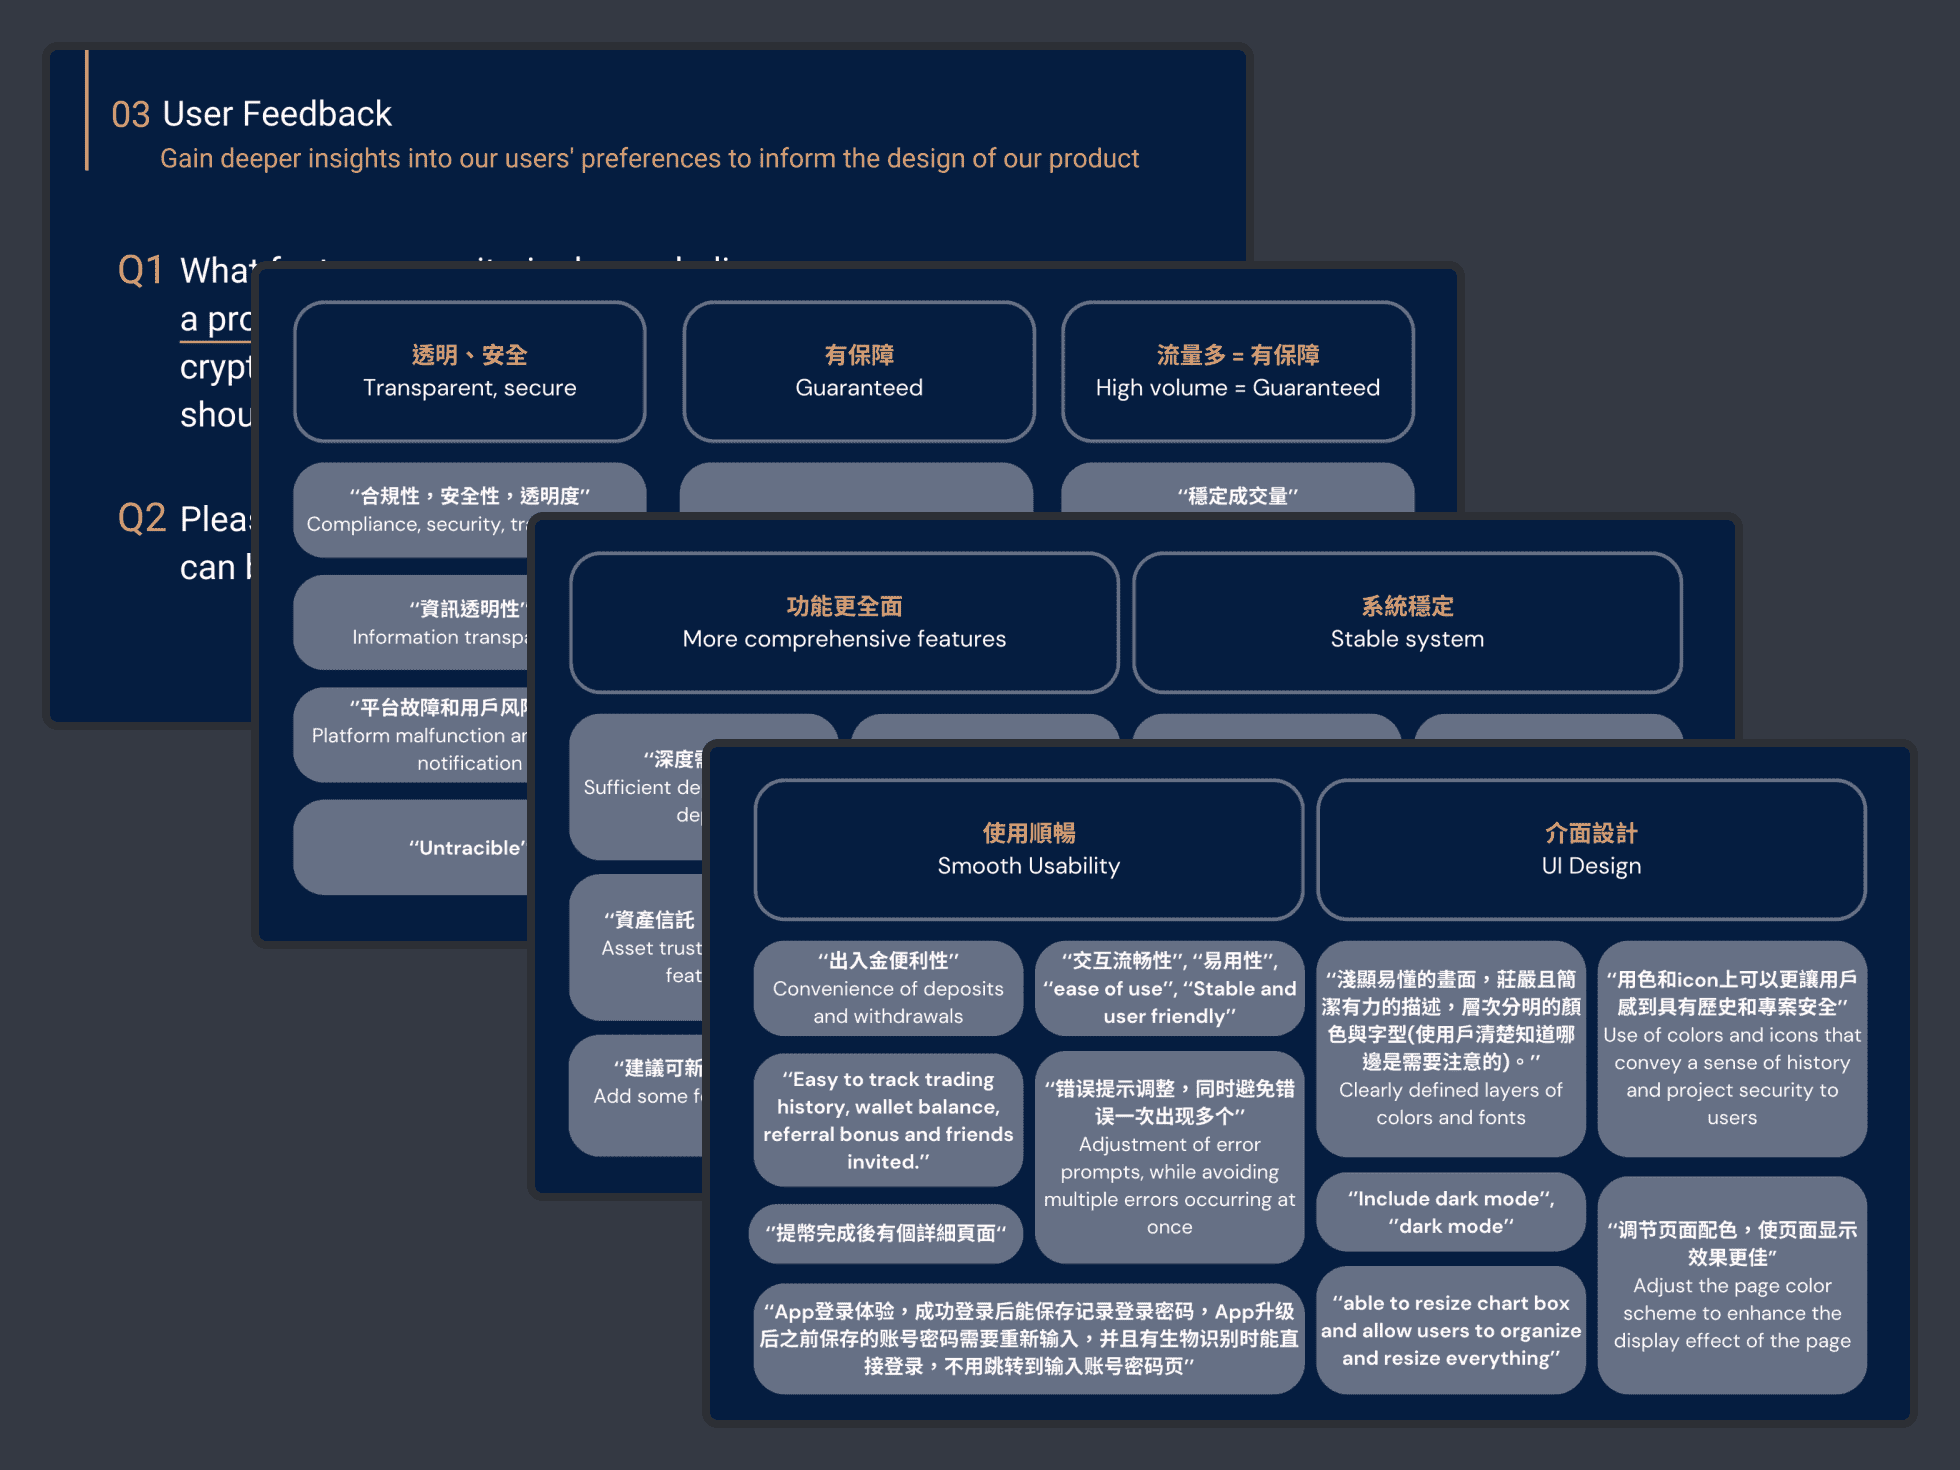 03 User Feedback
Gain deeper insights into our users' preferences to inform the design of our product
Q1 What
a pro
crypt
shou
Q2 Pleas
can b
透明、安全
Transparent, secure
有保障
Guaranteed
流量多 = 有保障
High volume = Guaranteed
“合規性，安全性，透明度”
Compliance, security, tr
“穩定成交量”
“資訊透明性”
Information transpa
“平台故障和用戶风
Platform malfunction an
notification
“Untracible”
功能更全面
More comprehensive features
系統穩定
Stable system
“深度
Sufficient de
dep
“資產信託
Asset trust
feat
“建議可新
Add some f
使用順暢
Smooth Usability
介面設計
UI Design
“出入金便利性”
Convenience of deposits
and withdrawals
“交互流畅性”, “易用性”,
“ease of use”, “Stable and
user friendly”
“Easy to track trading
history, wallet balance,
referral bonus and friends
invited.”
“错误提示调整，同时避免错
误一次出现多个”
Adjustment of error
prompts, while avoiding
multiple errors occurring at
once
“提幣完成後有個詳細頁面“
“App登录体验，成功登录后能保存记录登录密码，App升级
后之前保存的账号密码需要重新输入，并且有生物识别时能直
接登录，不用跳转到输入账号密码页”
“淺顯易懂的畫面，莊嚴且簡
潔有力的描述，層次分明的顏
色與字型(使用戶清楚知道哪
邊是需要注意的)。”
Clearly defined layers of
colors and fonts
“用色和icon上可以更讓用戶
感到具有歷史和專案安全”
Use of colors and icons that
convey a sense of history
and project security to
users
“Include dark mode“,
“dark mode”
“able to resize chart box
and allow users to organize
and resize everything”
“调节页面配色，使页面显示
效果更佳”
Adjust the page color
scheme to enhance the
display effect of the page